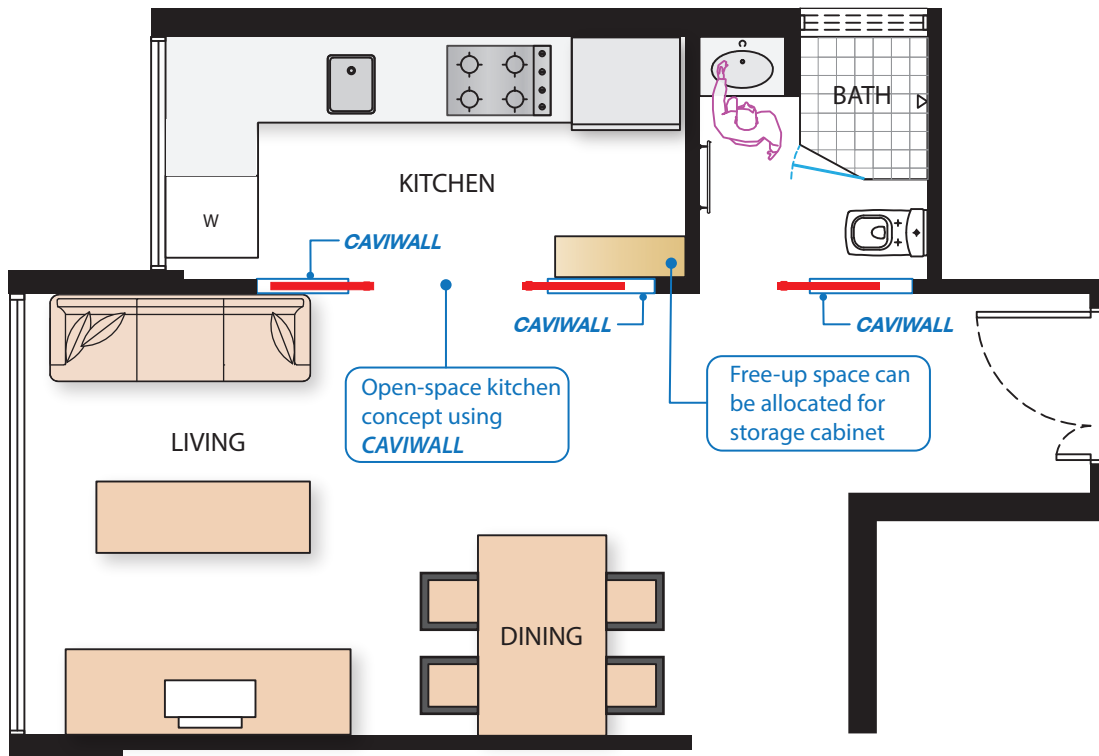 BATH
KITCHEN
W
CAVIWALL
CAVIWALL
CAVIWALL
Open-space kitchen
concept using
CAVIWALL
Free-up space can
be allocated for
storage cabinet
LIVING
DINING